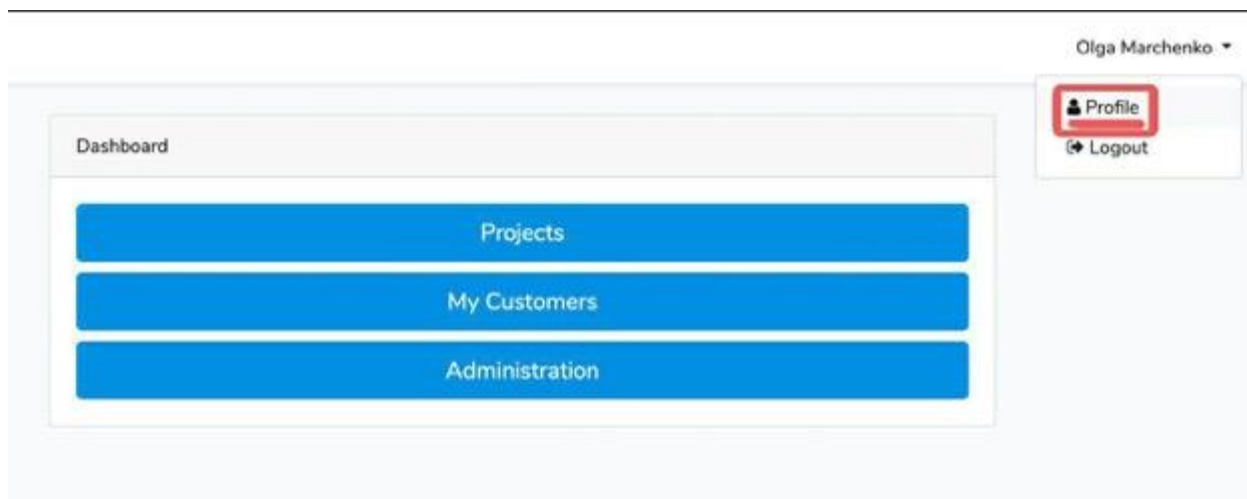 Olga Marchenko
Profile
Logout
Dashboard
Projects
My Customers
Administration